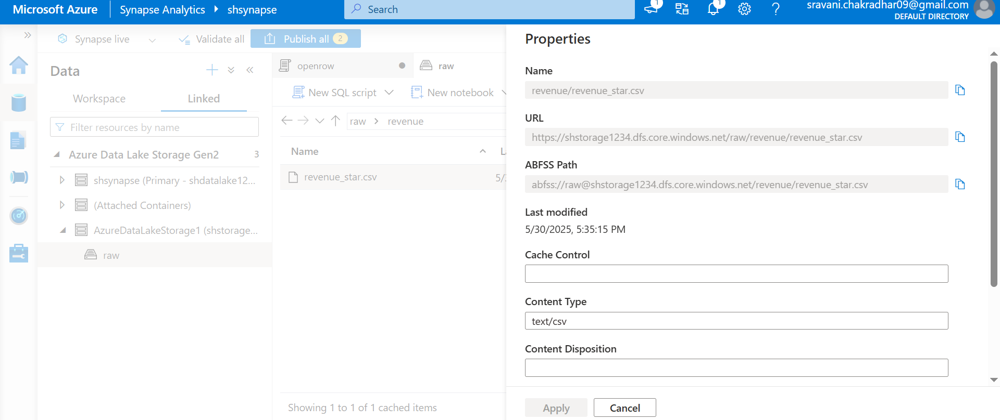 Microsoft Azure
Synapse Analytics
shsynapse
Search
1
1
sravani.chakradhar09@gmail.com
DEFAULT DIRECTORY
Synapse live
Validate all
Publish all 2
Data
Workspace
Linked
Filter resources by name
Azure Data Lake Storage Gen2 3
shsynapse (Primary - shdatalake12...
(Attached Containers)
AzureDataLakeStorage1 (shstorage...
raw
openrow
raw
New SQL script
New notebook
raw > revenue
Name
revenue_star.csv 5/
Showing 1 to 1 of 1 cached items
Properties
Name
revenue/revenue_star.csv
URL
https://shstorage1234.dfs.core.windows.net/raw/revenue/revenue_star.csv
ABFSS Path
abfss://raw@shstorage1234.dfs.core.windows.net/revenue/revenue_star.csv
Last modified
5/30/2025, 5:35:15 PM
Cache Control
Content Type
text/csv
Content Disposition
Apply
Cancel